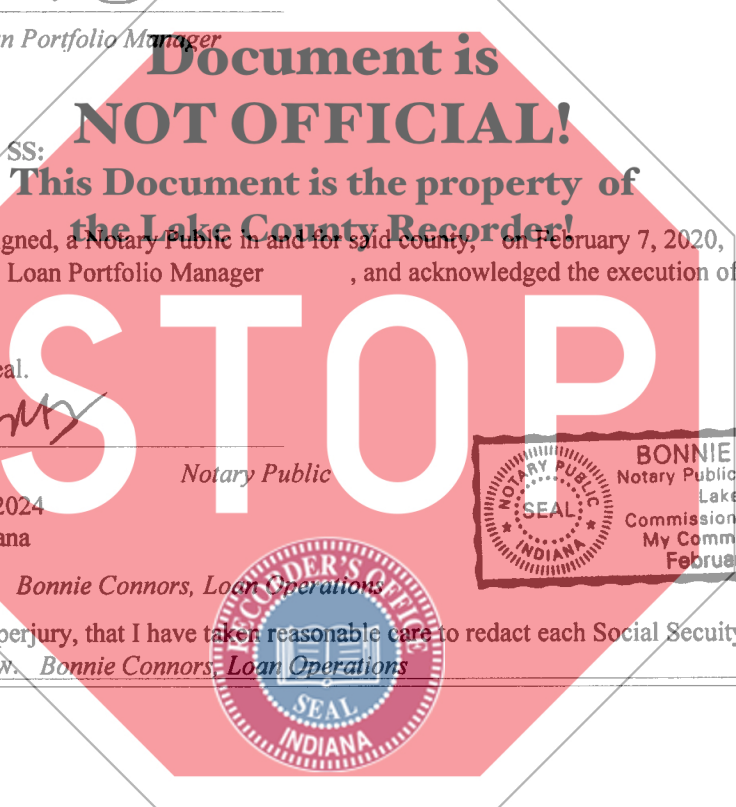 n Portfolio Manager
Document is
NOT OFFICIAL!
SS:
This Document is the property of
the Lake County Recorder!
igned, a Notary Public in and for said county, on February 7, 2020,
Loan Portfolio Manager , and acknowledged the execution of
STOP
eal.
Notary Public
2024
ana
NOTARY PUBLIC
SEAL
INDIANA
BONNIE
Notary Public
Lake
Commission
My Comm
Februa
Bonnie Connors, Loan Operations
perjury, that I have taken reasonable care to redact each Social Secuity
w. Bonnie Connors, Loan Operations
RECORDER'S OFFICE
SEAL
INDIANA